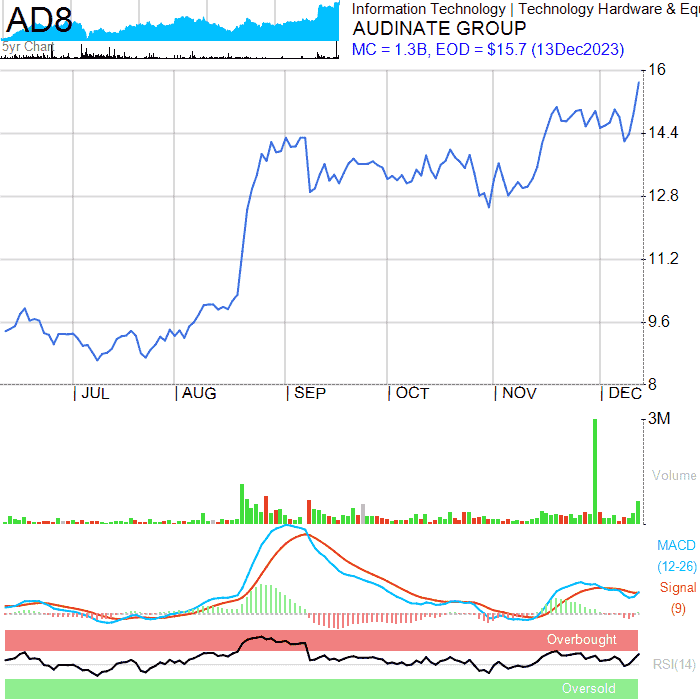 AD8
5yr Chart
Information Technology | Technology Hardware & Equ
AUDINATE GROUP
MC = 1.3B, EOD = $15.7 (13Dec2023)
16
14.4
12.8
11.2
9.6
8
| JUL | AUG | SEP | OCT | NOV | DEC
3M
Volume
MACD
(12-26)
Signal
(9)
Overbought
RSI(14)
Oversold